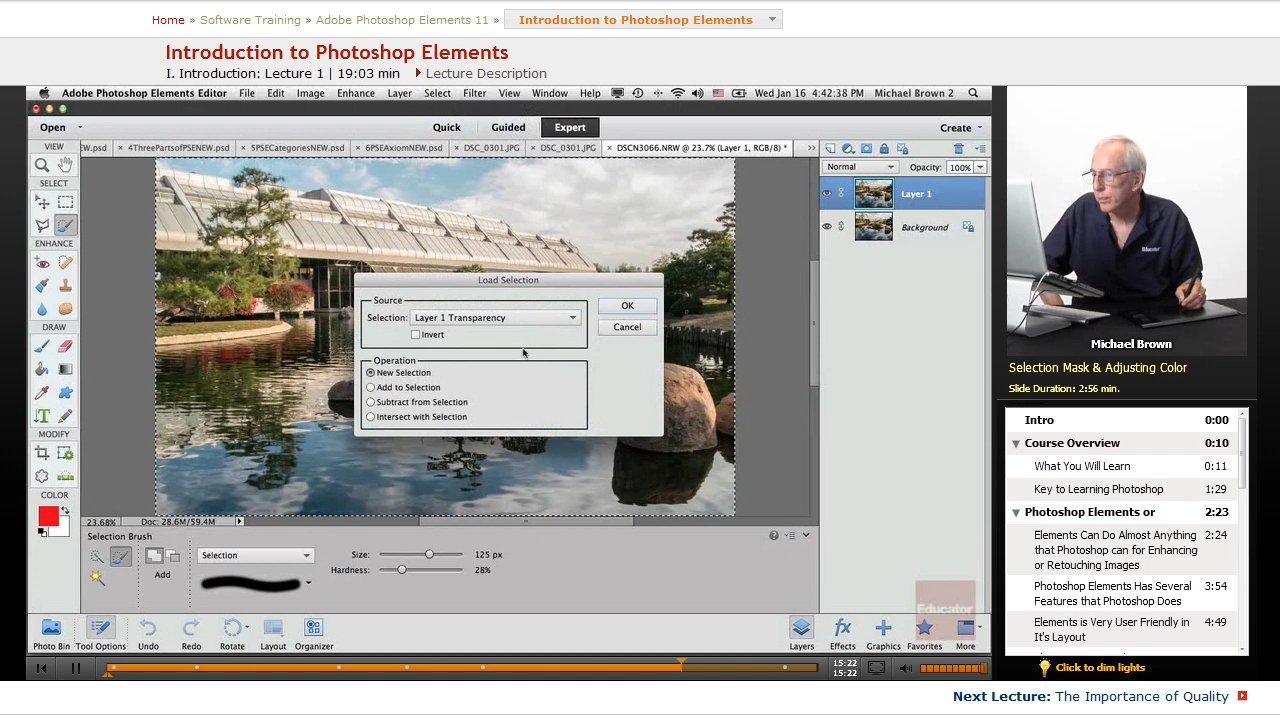 Home » Software Training » Adobe Photoshop Elements 11 » Introduction to Photoshop Elements
Introduction to Photoshop Elements
I. Introduction: Lecture 1 | 19:03 min Lecture Description
Adobe Photoshop Elements Editor File Edit Image Enhance Layer Select Filter View Window Help Wed Jan 16 4:42:38 PM Michael Brown 2
Open Quick Guided Expert Create
VIEW
EW.psd × 4ThreePartsofPSENEW.psd × 5PSECategoriesNEW.psd × 6PSEAxiomNEW.psd × DSC_0301.JPG × DSC_0301.JPG × DSCN3066.NRW @ 23.7% (Layer 1, RGB/8) *
Normal Opacity: 100%
SELECT
Layer 1
Background
ENHANCE
DRAW
MODIFY
COLOR
Load Selection
Source
Selection: Layer 1 Transparency
Invert
OK
Cancel
Operation
New Selection
Add to Selection
Subtract from Selection
Intersect with Selection
23.68% Doc: 28.6M/59.4M
Selection Brush
Add
Selection
Size: 125 px
Hardness: 28%
Educator
Photo Bin Tool Options Undo Redo Rotate Layout Organizer Layers Effects Graphics Favorites More
15:22
15:22
Educator
Michael Brown
Selection Mask & Adjusting Color
Slide Duration: 2:56 min.
Intro 0:00
Course Overview 0:10
What You Will Learn 0:11
Key to Learning Photoshop 1:29
Photoshop Elements or 2:23
Elements Can Do Almost Anything 2:24
that Photoshop can for Enhancing
or Retouching Images
Photoshop Elements Has Several 3:54
Features that Photoshop Does
Elements is Very User Friendly in 4:49
It's Layout
Click to dim lights
Next Lecture: The Importance of Quality